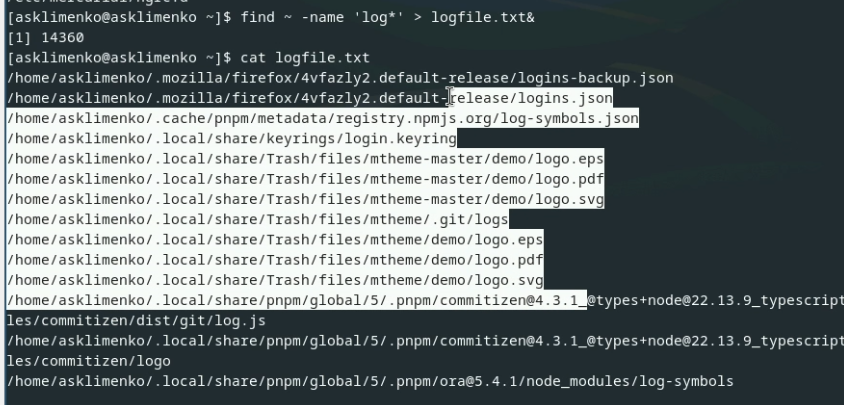 [asklimenko@asklimenko ~]$ find ~ -name 'log*' > logfile.txt&
[1] 14360
[asklimenko@asklimenko ~]$ cat logfile.txt
/home/asklimenko/.mozilla/firefox/4vfazly2.default-release/logins-backup.json
/home/asklimenko/.mozilla/firefox/4vfazly2.default-release/logins.json
/home/asklimenko/.cache/pnpm/metadata/registry.npmjs.org/log-symbols.json
/home/asklimenko/.local/share/keyrings/login.keyring
/home/asklimenko/.local/share/Trash/files/mtheme-master/demo/logo.eps
/home/asklimenko/.local/share/Trash/files/mtheme-master/demo/logo.pdf
/home/asklimenko/.local/share/Trash/files/mtheme-master/demo/logo.svg
/home/asklimenko/.local/share/Trash/files/mtheme/.git/logs
/home/asklimenko/.local/share/Trash/files/mtheme/demo/logo.eps
/home/asklimenko/.local/share/Trash/files/mtheme/demo/logo.pdf
/home/asklimenko/.local/share/Trash/files/mtheme/demo/logo.svg
/home/asklimenko/.local/share/pnpm/global/5/.pnpm/commitizen@4.3.1_@types+node@22.13.9_typescript
les/commitizen/dist/git/log.js
/home/asklimenko/.local/share/pnpm/global/5/.pnpm/commitizen@4.3.1_@types+node@22.13.9_typescript
les/commitizen/logo
/home/asklimenko/.local/share/pnpm/global/5/.pnpm/ora@5.4.1/node_modules/log-symbols